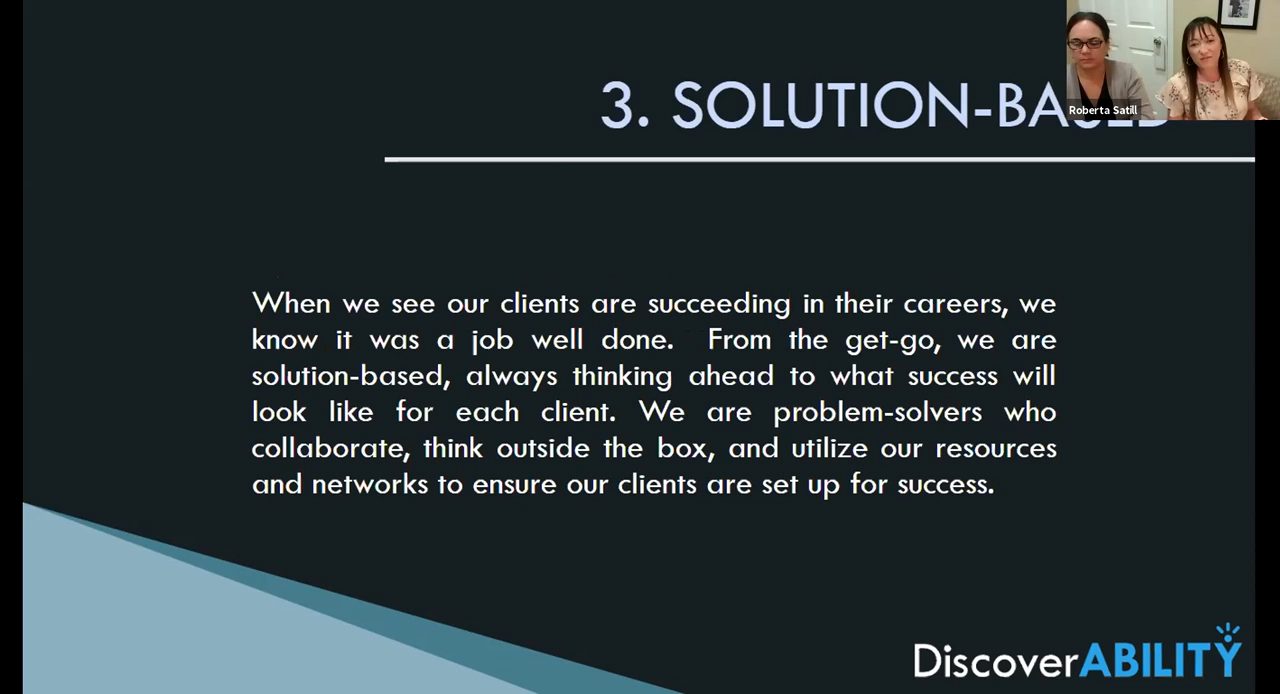 3. SOLUTION-BASED
Roberta Satill
When we see our clients are succeeding in their careers, we
know it was a job well done. From the get-go, we are
solution-based, always thinking ahead to what success will
look like for each client. We are problem-solvers who
collaborate, think outside the box, and utilize our resources
and networks to ensure our clients are set up for success.
DiscoverABILITY